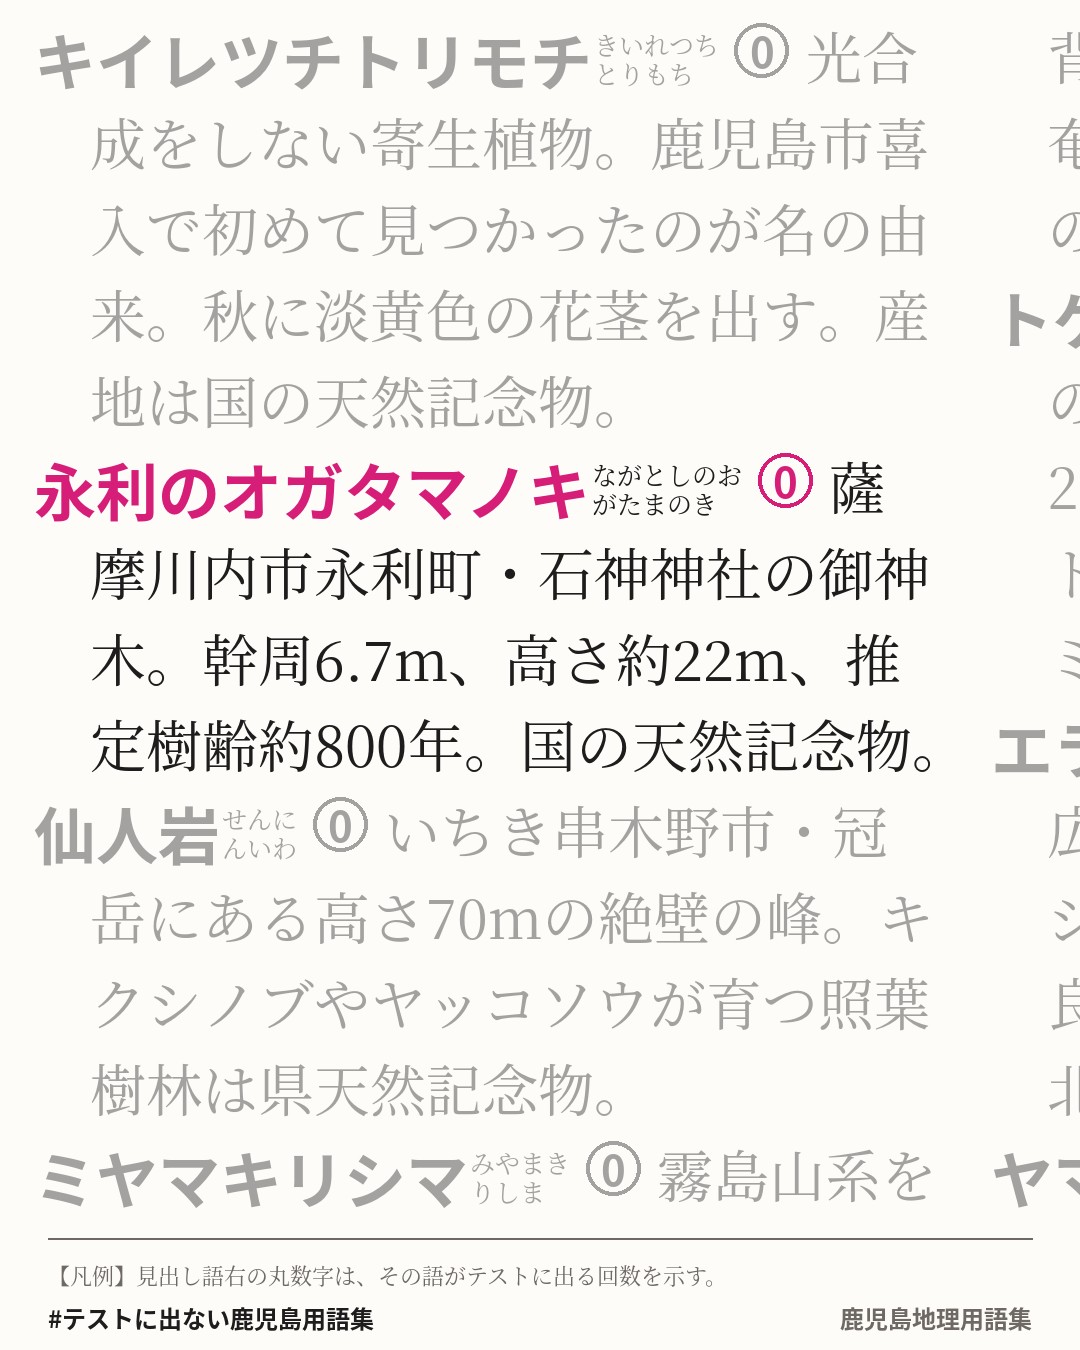 キイレツチトリモチ きいれつちとりもち ⓪ 光合
成をしない寄生植物。鹿児島市喜
入で初めて見つかったのが名の由
来。秋に淡黄色の花茎を出す。産
地は国の天然記念物。
永利のオガタマノキ ながとしのおがたまのき ⓪ 薩
摩川内市永利町・石神神社の御神
木。幹周6.7m、高さ約22m、推
定樹齢約800年。国の天然記念物。
仙人岩 せんにんいわ ⓪ いちき串木野市・冠
岳にある高さ70mの絶壁の峰。キ
クシノブやヤッコソウが育つ照葉
樹林は県天然記念物。
ミヤマキリシマ みやまきりしま ⓪ 霧島山系を
の
ト
の
2
エ
ヤマ
【凡例】見出し語右の丸数字は、その語がテストに出る回数を示す。
#テストに出ない鹿児島用語集
鹿児島地理用語集